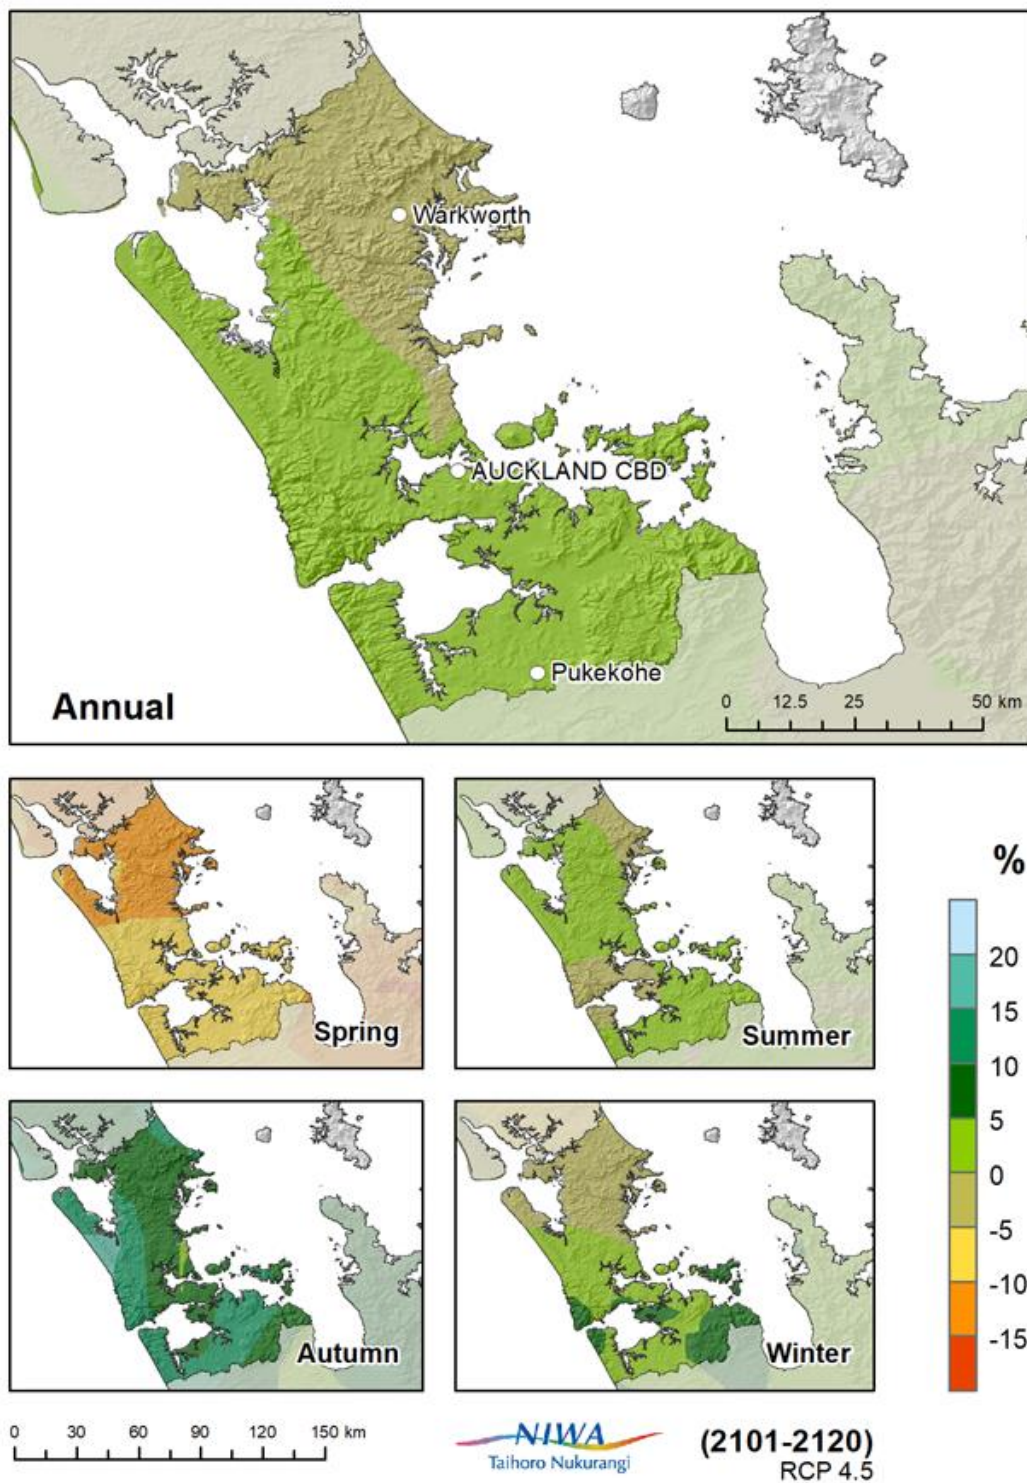 Warkworth
AUCKLAND CBD
Pukekohe
Annual
0 12.5 25 50 km
Spring
Summer
Autumn
Winter
%
20
15
10
5
0
-5
-10
-15
0 30 60 90 120 150 km
NIWA
Taihoro Nukurangi
(2101-2120)
RCP 4.5